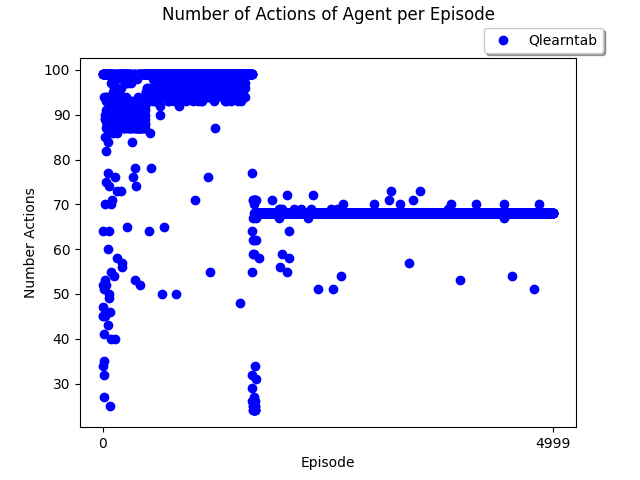 Number of Actions of Agent per Episode
Qlearntab
100
90
80
70
60
50
40
30
Number Actions
0
4999
Episode